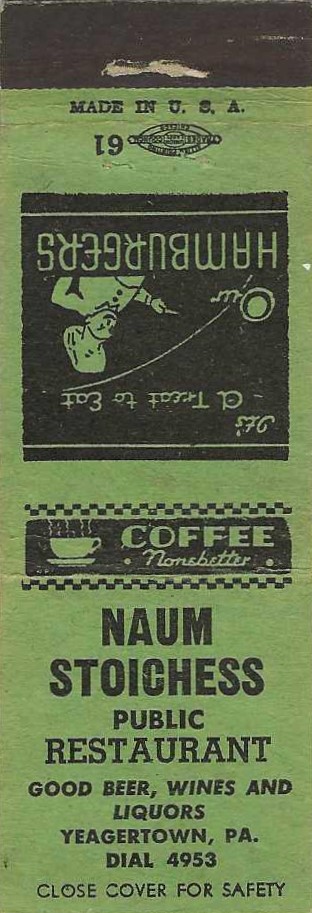 MADE IN U. S. A.
61
It's
A Treat to Eat
Our
HAMBURGERS
COFFEE
Nonebetter
NAUM
STOICHESS
PUBLIC
RESTAURANT
GOOD BEER, WINES AND
LIQUORS
YEAGERTOWN, PA.
DIAL 4953
CLOSE COVER FOR SAFETY